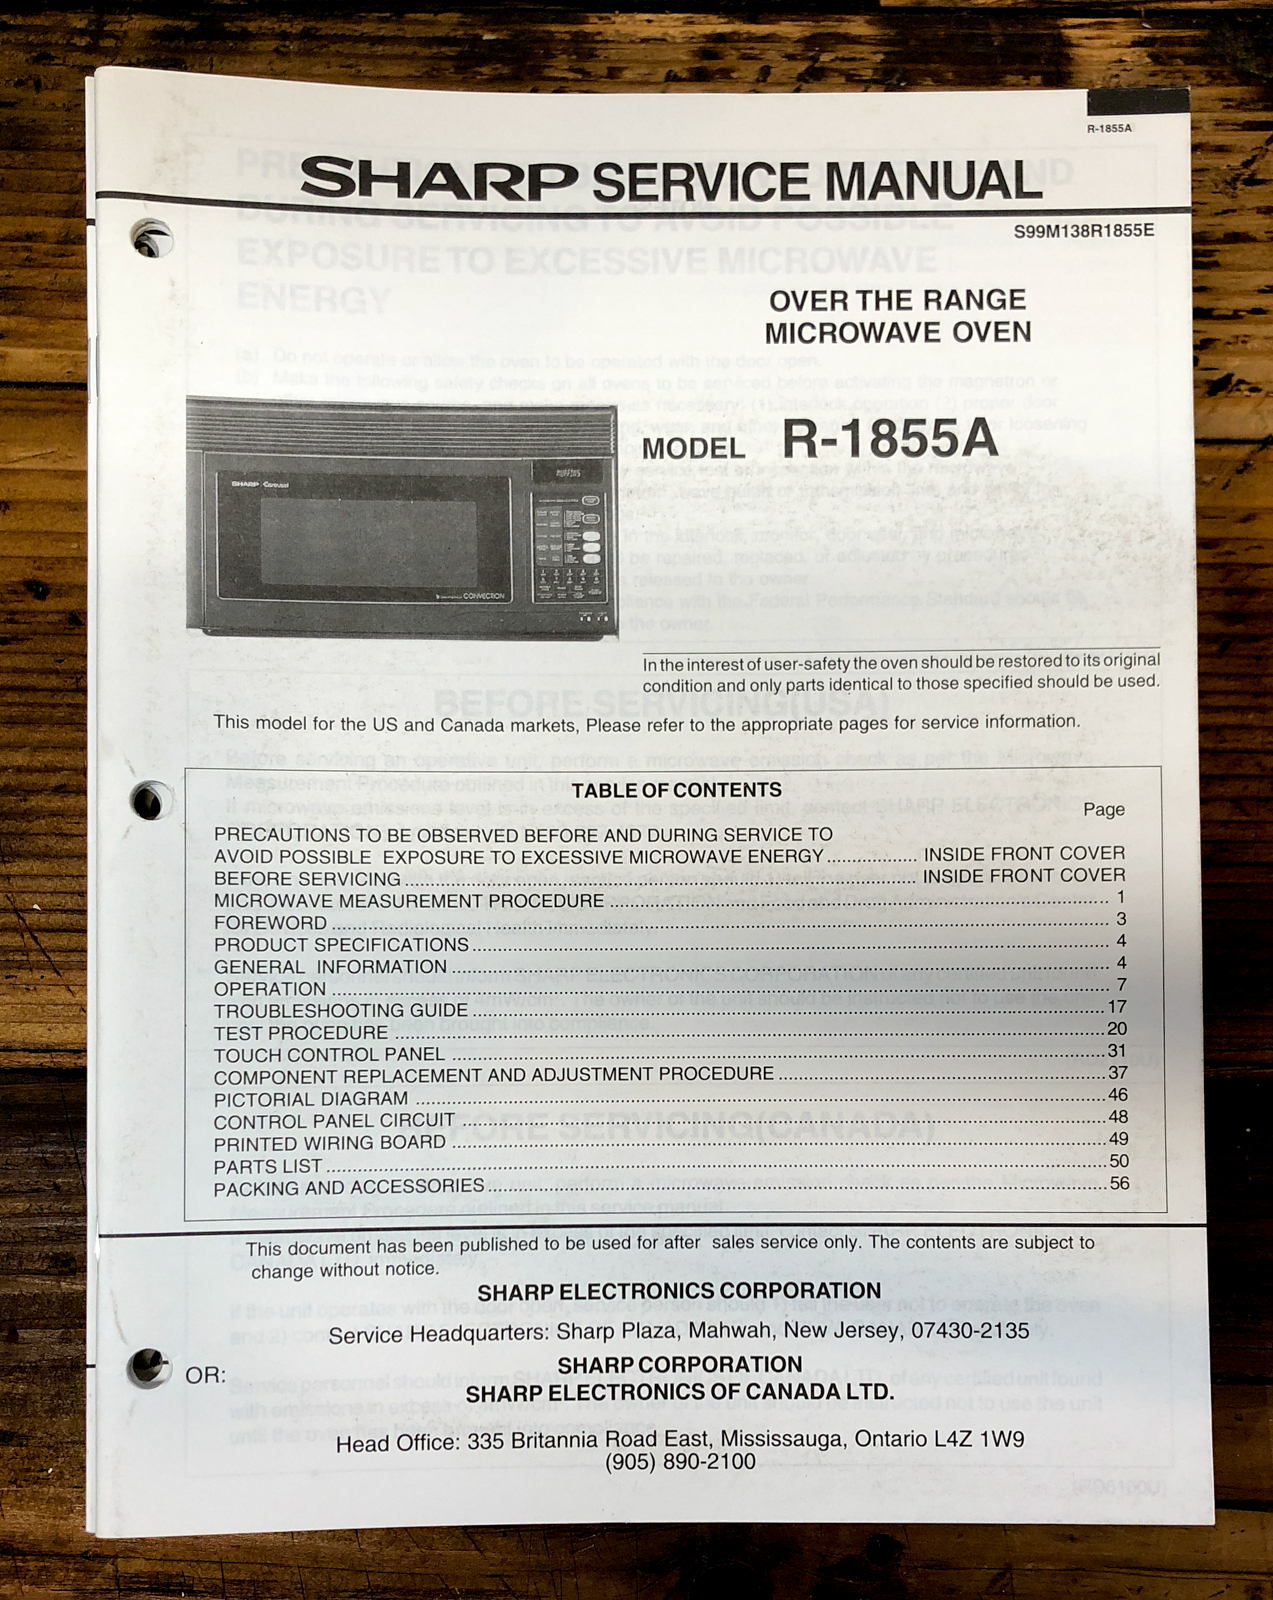 R-1855A
SHARP SERVICE MANUAL
S99M138R1855E
OVER THE RANGE
MICROWAVE OVEN
MODEL R-1855A
SHARP Carousel
CONVECTION
In the interest of user-safety the oven should be restored to its original
condition and only parts identical to those specified should be used.
This model for the US and Canada markets, Please refer to the appropriate pages for service information.
TABLE OF CONTENTS
Page
PRECAUTIONS TO BE OBSERVED BEFORE AND DURING SERVICE TO
AVOID POSSIBLE EXPOSURE TO EXCESSIVE MICROWAVE ENERGY ................ INSIDE FRONT COVER
BEFORE SERVICING ................ INSIDE FRONT COVER
MICROWAVE MEASUREMENT PROCEDURE ................ 1
FOREWORD ................ 3
PRODUCT SPECIFICATIONS ................ 4
GENERAL INFORMATION ................ 4
OPERATION ................ 7
TROUBLESHOOTING GUIDE ................ 17
TEST PROCEDURE ................ 20
TOUCH CONTROL PANEL ................ 31
COMPONENT REPLACEMENT AND ADJUSTMENT PROCEDURE ................ 37
PICTORIAL DIAGRAM ................ 46
CONTROL PANEL CIRCUIT ................ 48
PRINTED WIRING BOARD ................ 49
PARTS LIST ................ 50
PACKING AND ACCESSORIES ................ 56
This document has been published to be used for after sales service only. The contents are subject to
change without notice.
SHARP ELECTRONICS CORPORATION
Service Headquarters: Sharp Plaza, Mahwah, New Jersey, 07430-2135
OR:
SHARP CORPORATION
SHARP ELECTRONICS OF CANADA LTD.
Head Office: 335 Britannia Road East, Mississauga, Ontario L4Z 1W9
(905) 890-2100